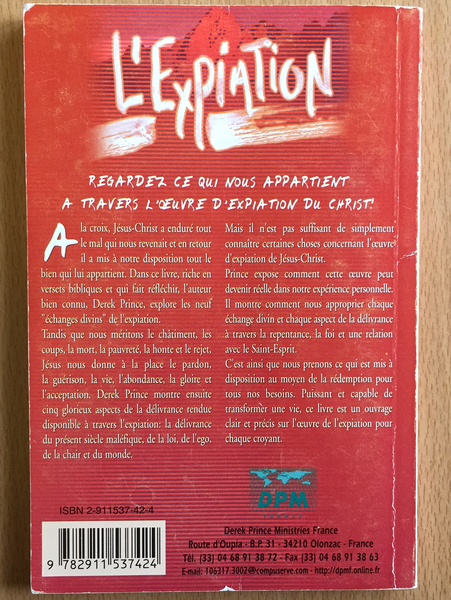 L'EXPIATION
REGARDEZ CE QUI NOUS APPARTIENT
A TRAVERS L'ŒUVRE D'EXPIATION DU CHRIST!
A la croix, Jésus-Christ a enduré tout
le mal qui nous revenait et en retour
il a mis à notre disposition tout le
bien qui lui appartient. Dans ce livre, riche en
versets bibliques et qui fait réfléchir, l'auteur
bien connu, Derek Prince, explore les neuf
"échanges divins" de l'expiation.
Tandis que nous méritons le châtiment, les
coups, la mort, la pauvreté, la honte et le rejet,
Jésus nous donne à la place le pardon,
la guérison, la vie, l'abondance, la gloire et
l'acceptation. Derek Prince montre ensuite
cinq glorieux aspects de la délivrance rendue
disponible à travers l'expiation: la délivrance
du présent siècle maléfique, de la loi, de l'ego,
de la chair et du monde.
Mais il n'est pas suffisant de simplement
connaître certaines choses concernant l'œuvre
d'expiation de Jésus-Christ.
Prince expose comment cette œuvre peut
devenir réelle dans notre expérience personnelle.
Il montre comment nous approprier chaque
échange divin et chaque aspect de la délivrance
à travers la repentance, la foi et une relation
avec le Saint-Esprit.
C'est ainsi que nous prenons ce qui est mis à
disposition au moyen de la rédemption pour
tous nos besoins. Puissant et capable de
transformer une vie, ce livre est un ouvrage
clair et précis sur l'œuvre de l'expiation pour
chaque croyant.
DPM
ISBN 2-911537-42-4
9 782911 537424
Derek Prince Ministries France
Route d'Oupia - B.P. 31 - 34210 Olonzac - France
Tél. (33) 04 68 91 38 72 - Fax (33) 04 68 91 38 63
E-mail: 106317.3002@compuserve.com - http://dpmf.online.fr